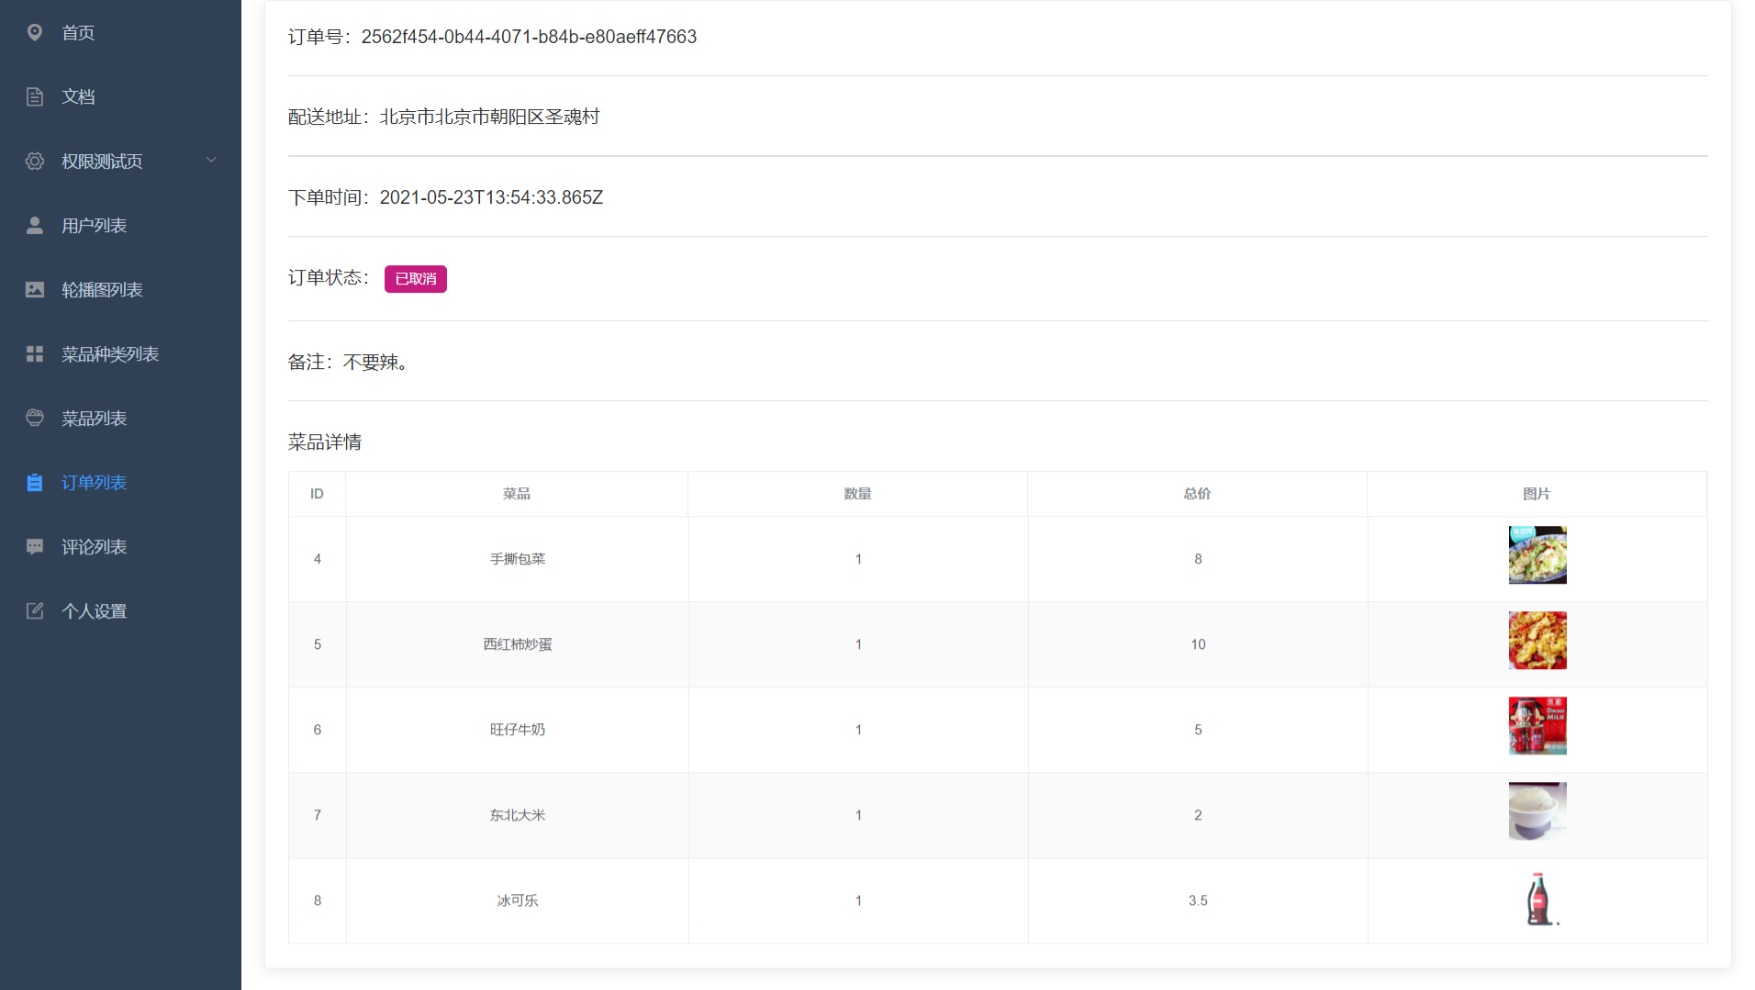 首页
文档
权限测试页
用户列表
轮播图列表
菜品种类列表
菜品列表
订单列表
评论列表
个人设置
订单号：2562f454-0b44-4071-b84b-e80aeff47663
配送地址：北京市北京市朝阳区圣魂村
下单时间：2021-05-23T13:54:33.865Z
订单状态： 已取消
备注：不要辣。
菜品详情
ID 菜品 数量 总价 图片
4 手撕包菜 1 8
5 西红柿炒蛋 1 10
6 旺仔牛奶 1 5
DRINK
MILK
7 东北大米 1 2
8 冰可乐 1 3.5